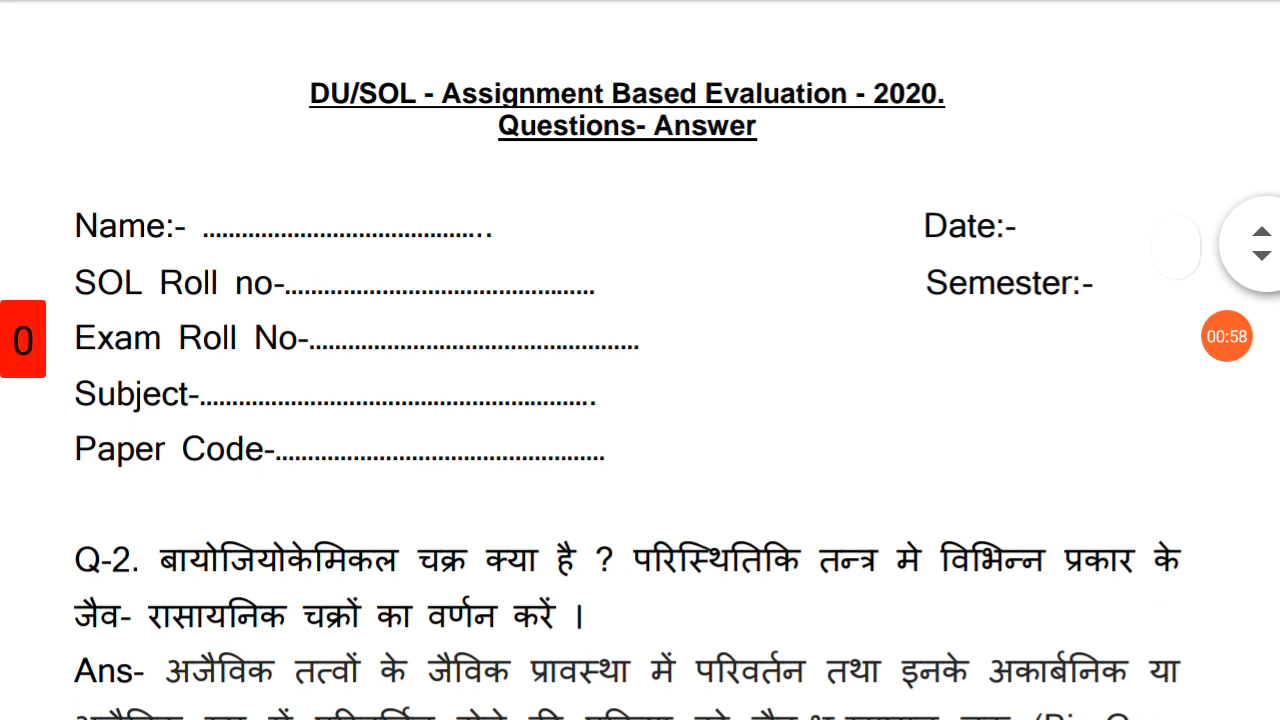 DU/SOL - Assignment Based Evaluation - 2020.
Questions- Answer
Name:- ............................................
Date:-
SOL Roll no-................................................
Semester:-
0
Exam Roll No-...................................................
00:58
Subject-.............................................................
Paper Code-...................................................
Q-2. बायोजियोकेमिकल चक्र क्या है ? परिस्थितिकि तन्त्र मे विभिन्न प्रकार के
जैव- रासायनिक चक्रों का वर्णन करें ।
Ans- अजैविक तत्वों के जैविक प्रावस्था में परिवर्तन तथा इनके अकार्बनिक या